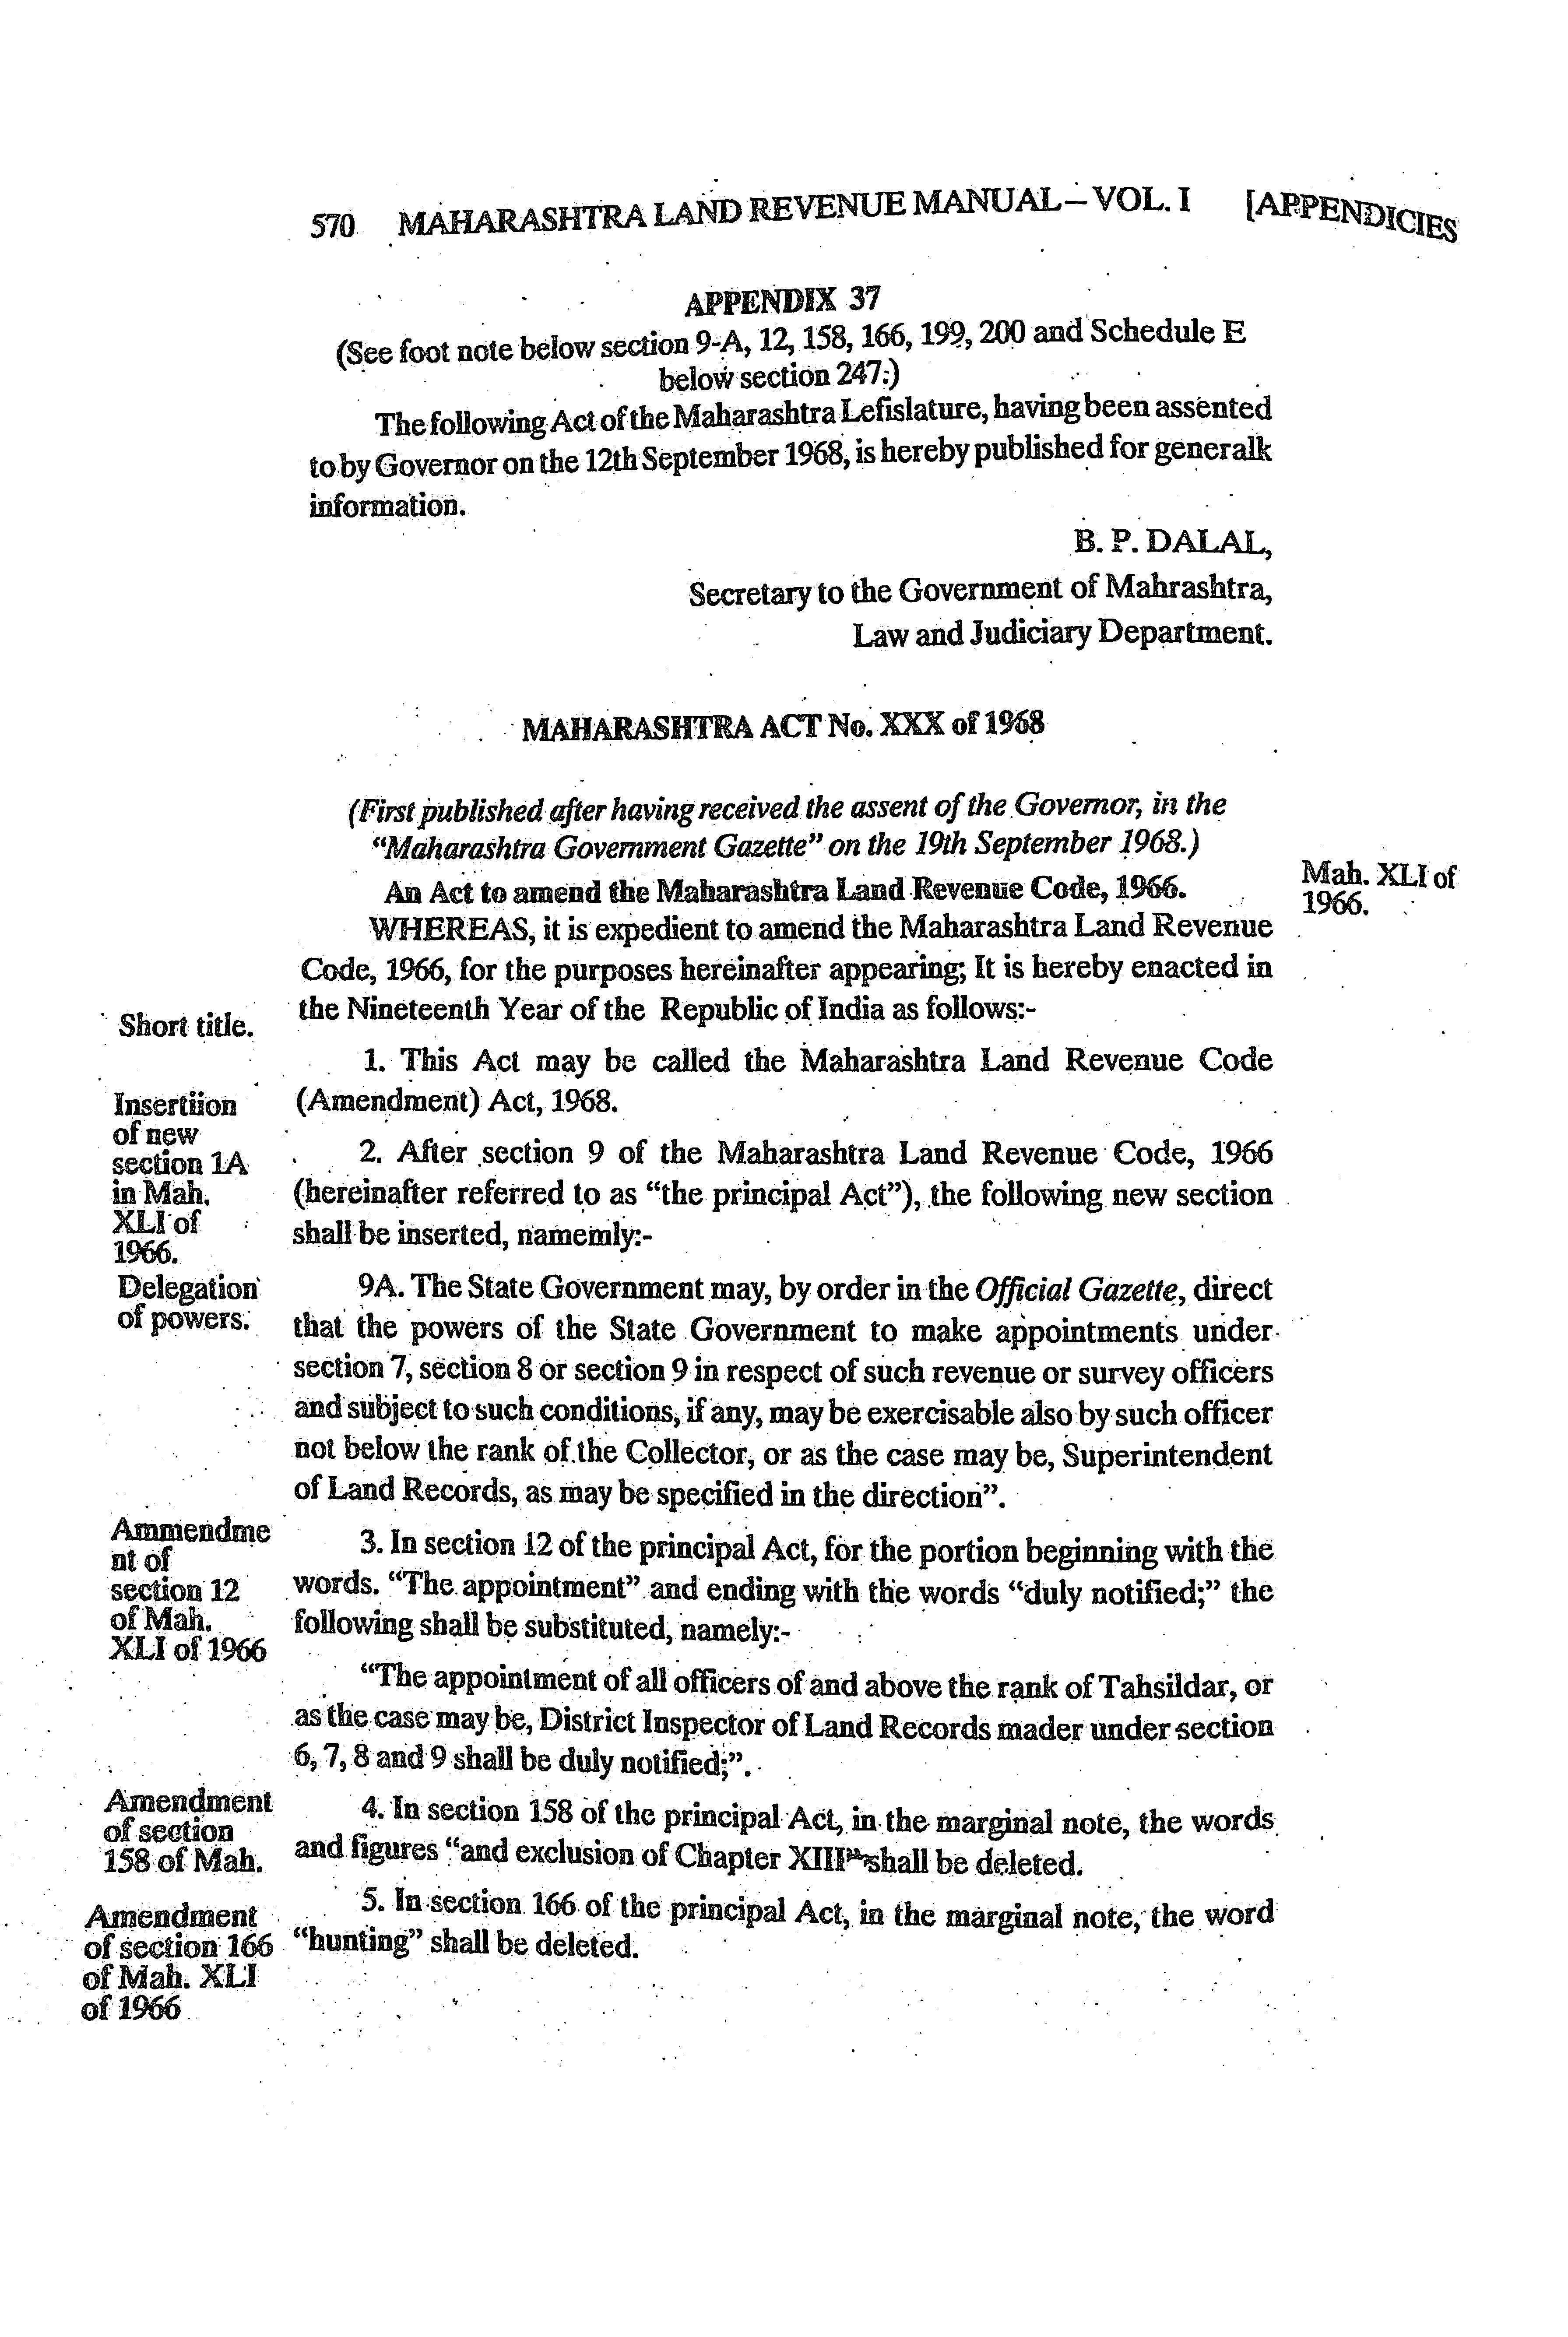 570 MAHARASHTRA LAND REVENUE MANUAL – VOL. I [APPENDICIES
APPENDIX 37
(See foot note below section 9-A, 12, 158, 166, 199, 200 and Schedule E
below section 247.)
The following Act of the Maharashtra Lefislature, having been assented
to by Governor on the 12th September 1968, is hereby published for generalk
information.
B. P. DALAL,
Secretary to the Government of Mahrashtra,
Law and Judiciary Department.
MAHARASHTRA ACT No. XXX of 1968
(First published after having received the assent of the Governor, in the
“Maharashtra Government Gazette” on the 19th September 1968.)
An Act to amend the Maharashtra Land Revenue Code, 1966.
Mah. XLI of
1966.
WHEREAS, it is expedient to amend the Maharashtra Land Revenue
Code, 1966, for the purposes hereinafter appearing; It is hereby enacted in
the Nineteenth Year of the Republic of India as follows:-
Short title.
1. This Act may be called the Maharashtra Land Revenue Code
(Amendment) Act, 1968.
Insertiion
of new
section 1A
in Mah.
XLI of
1966.
2. After section 9 of the Maharashtra Land Revenue Code, 1966
(hereinafter referred to as “the principal Act”), the following new section
shall be inserted, namemly:-
Delegation
of powers.
9A. The State Government may, by order in the Official Gazette, direct
that the powers of the State Government to make appointments under
section 7, section 8 or section 9 in respect of such revenue or survey officers
and subject to such conditions, if any, may be exercisable also by such officer
not below the rank of the Collector, or as the case may be, Superintendent
of Land Records, as may be specified in the direction”.
Ammendme
nt of
section 12
of Mah.
XLI of 1966
3. In section 12 of the principal Act, for the portion beginning with the
words. “The appointment” and ending with the words “duly notified;” the
following shall be substituted, namely:-
“The appointment of all officers of and above the rank of Tahsildar, or
as the case may be, District Inspector of Land Records mader under section
6, 7, 8 and 9 shall be duly notified;”.
Amendment
of section
158 of Mah.
4. In section 158 of the principal Act, in the marginal note, the words
and figures “and exclusion of Chapter XIII” shall be deleted.
Amendment
of section 166
of Mah. XLI
of 1966
5. In section 166 of the principal Act, in the marginal note, the word
“hunting” shall be deleted.